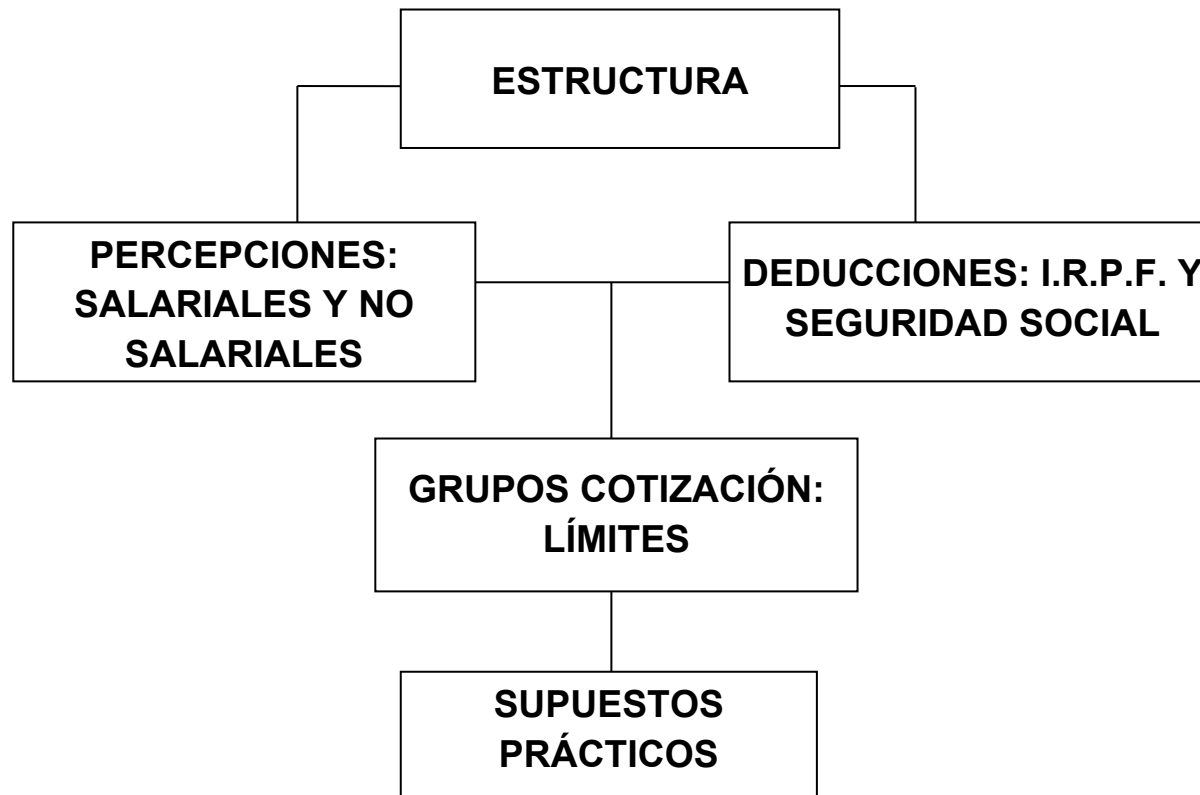 ESTRUCTURA
PERCEPCIONES:
SALARIALES Y NO
SALARIALES
DEDUCCIONES: I.R.P.F. Y
SEGURIDAD SOCIAL
GRUPOS COTIZACIÓN:
LÍMITES
SUPUESTOS
PRÁCTICOS